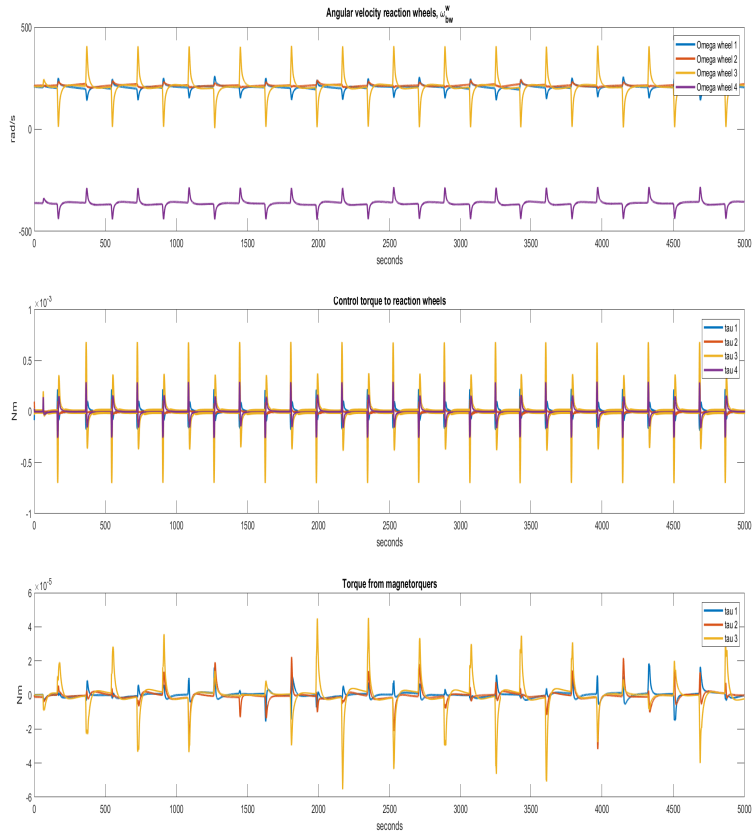 Angular velocity reaction wheels, ω_bw^w
500
0
-500
rad/s
0 500 1000 1500 2000 2500 3000 3500 4000 4500 5000
seconds
Omega wheel 1
Omega wheel 2
Omega wheel 3
Omega wheel 4
Control torque to reaction wheels
×10^-3
1
0.5
0
-0.5
-1
Nm
0 500 1000 1500 2000 2500 3000 3500 4000 4500 5000
seconds
tau 1
tau 2
tau 3
tau 4
Torque from magnetorquers
×10^-5
6
4
2
0
-2
-4
-6
Nm
0 500 1000 1500 2000 2500 3000 3500 4000 4500 5000
seconds
tau 1
tau 2
tau 3